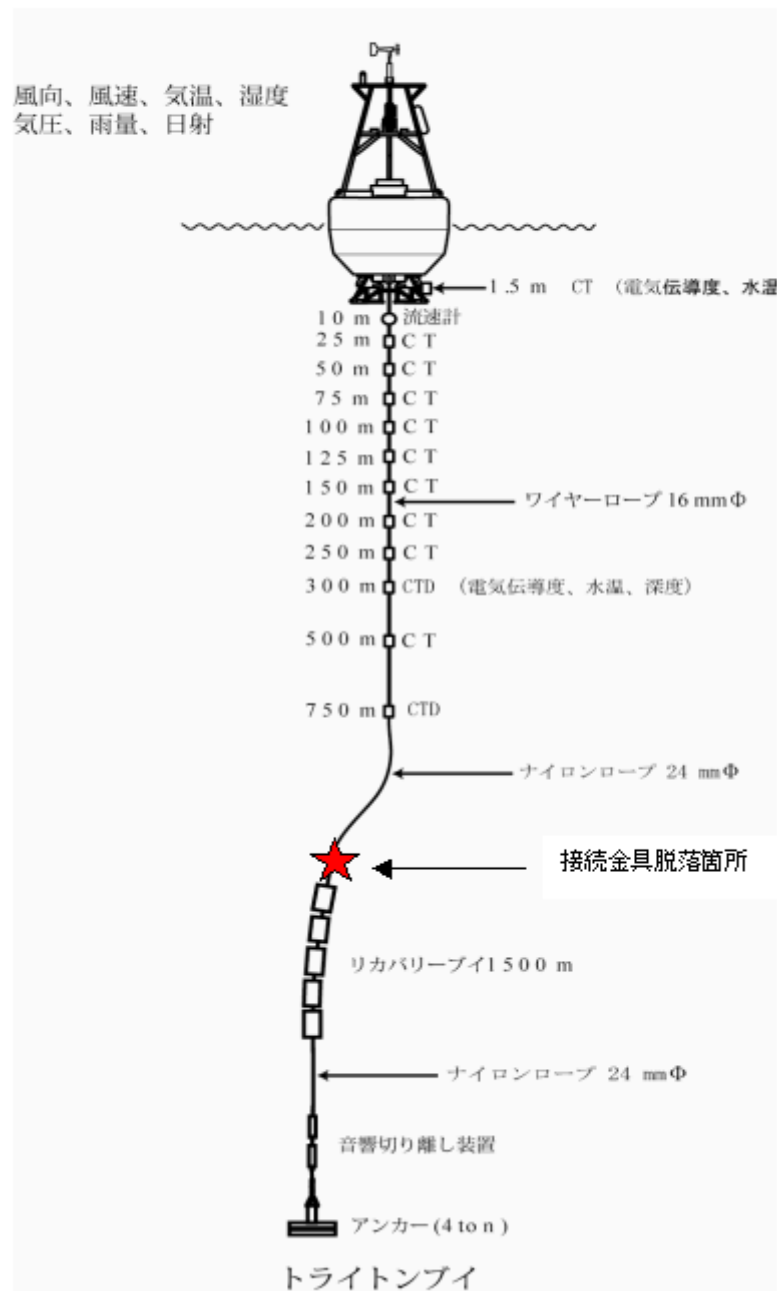 風向、風速、気温、湿度
気圧、雨量、日射
1.5 m CT (電気伝導度、水温
10 m 流速計
25 m CT
50 m CT
75 m CT
100 m CT
125 m CT
150 m CT
ワイヤーロープ 16 mmΦ
200 m CT
250 m CT
300 m CTD (電気伝導度、水温、深度)
500 m CT
750 m CTD
ナイロンロープ 24 mmΦ
接続金具脱落箇所
リカバリーブイ1500 m
ナイロンロープ 24 mmΦ
音響切り離し装置
アンカー(4 ton)
トライトンブイ